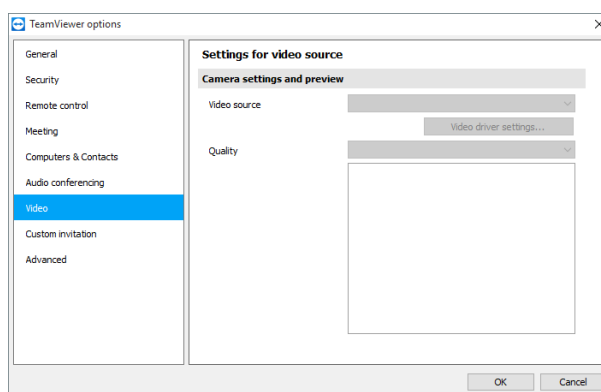 TeamViewer options
General
Security
Remote control
Meeting
Computers & Contacts
Audio conferencing
Video
Custom invitation
Advanced
Settings for video source
Camera settings and preview
Video source
Video driver settings...
Quality
OK
Cancel